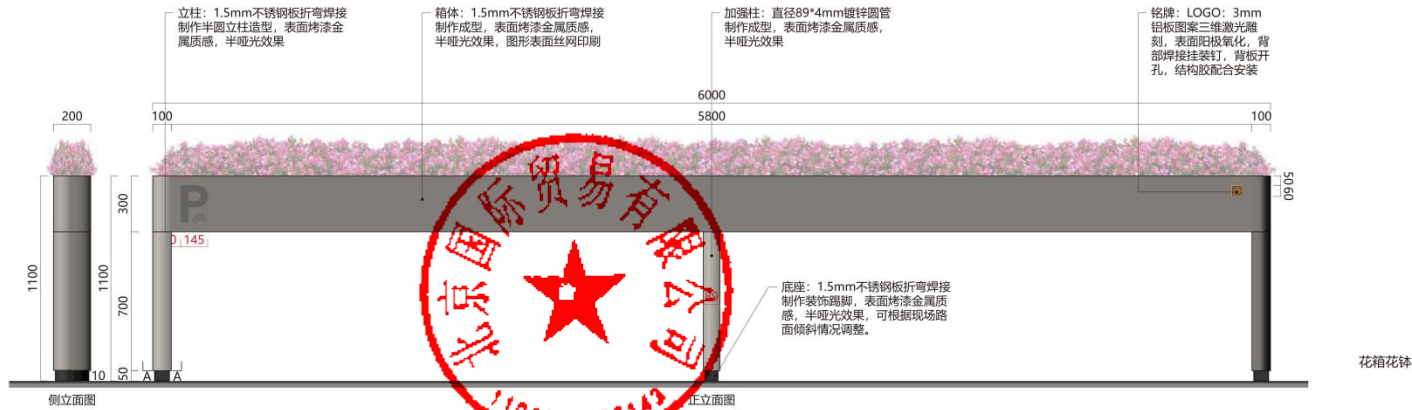 立柱：1.5mm不锈钢板折弯焊接
制作半圆立柱造型，表面烤漆金
属质感，半哑光效果
箱体：1.5mm不锈钢板折弯焊接
制作成型，表面烤漆金属质感，
半哑光效果，图形表面丝网印刷
加强柱：直径89*4mm镀锌圆管
制作成型，表面烤漆金属质感，
半哑光效果
铭牌：LOGO：3mm
铝板图案三维激光雕
刻，表面阳极氧化，背
部焊接挂装钉，背板开
孔，结构胶配合安装
6000
200
100
5800
100
50
60
300
P
145
1100
1100
700
北京国际贸易有限公司
底座：1.5mm不锈钢板折弯焊接
制作装饰踢脚，表面烤漆金属质
感，半哑光效果，可根据现场路
面倾斜情况调整。
花箱花钵
10
50
A
A
侧立面图
正立面图